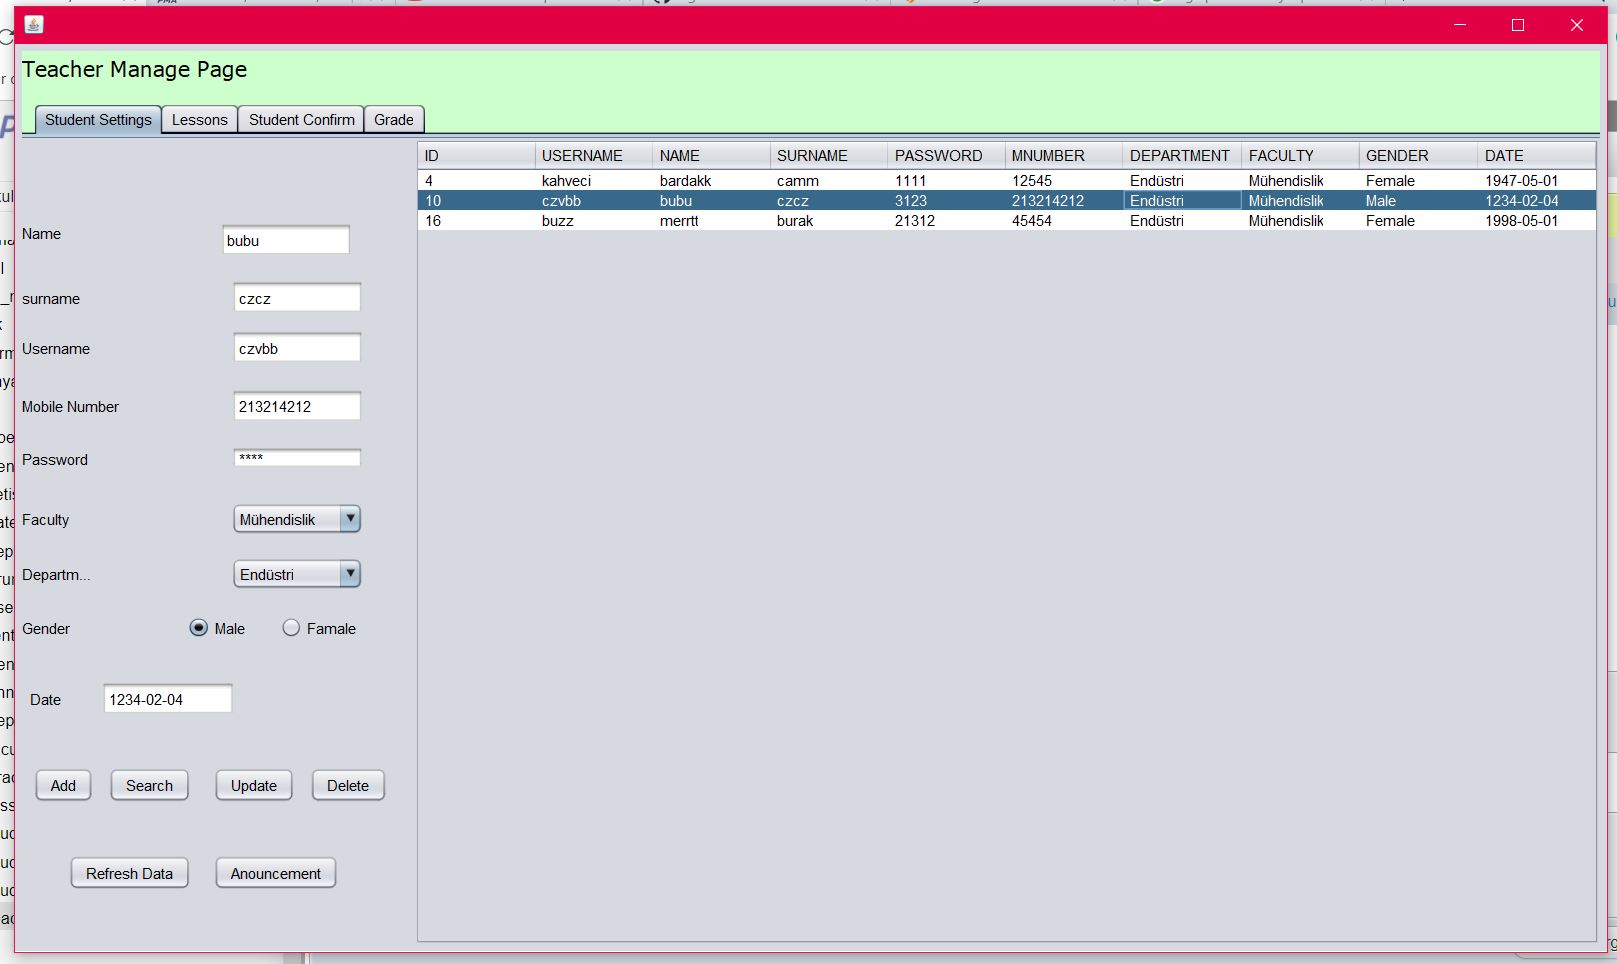 Teacher Manage Page
Student Settings Lessons Student Confirm Grade
ID USERNAME NAME SURNAME PASSWORD MNUMBER DEPARTMENT FACULTY GENDER DATE
4 kahveci bardakk camm 1111 12545 Endüstri Mühendislik Female 1947-05-01
10 czvbb bubu czcz 3123 213214212 Endüstri Mühendislik Male 1234-02-04
16 buzz merrtt burak 21312 45454 Endüstri Mühendislik Female 1998-05-01
Name bubu
surname czcz
Username czvbb
Mobile Number 213214212
Password ****
Faculty Mühendislik
Departm... Endüstri
Gender Male Famale
Date 1234-02-04
Add Search Update Delete
Refresh Data Anouncement